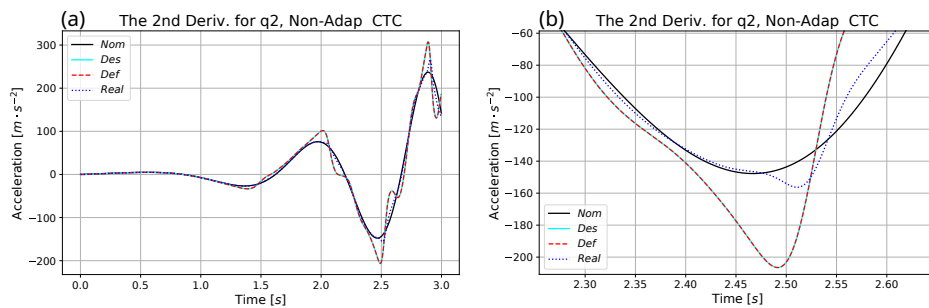 (a)
The 2nd Deriv. for q2, Non-Adap CTC
Acceleration [m · s⁻²]
300
200
100
0
−100
−200
Nom
Des
Def
Real
0.0 0.5 1.0 1.5 2.0 2.5 3.0
Time [s]
(b)
The 2nd Deriv. for q2, Non-Adap CTC
Acceleration [m · s⁻²]
−60
−80
−100
−120
−140
−160
−180
−200
Nom
Des
Def
Real
2.30 2.35 2.40 2.45 2.50 2.55 2.60
Time [s]